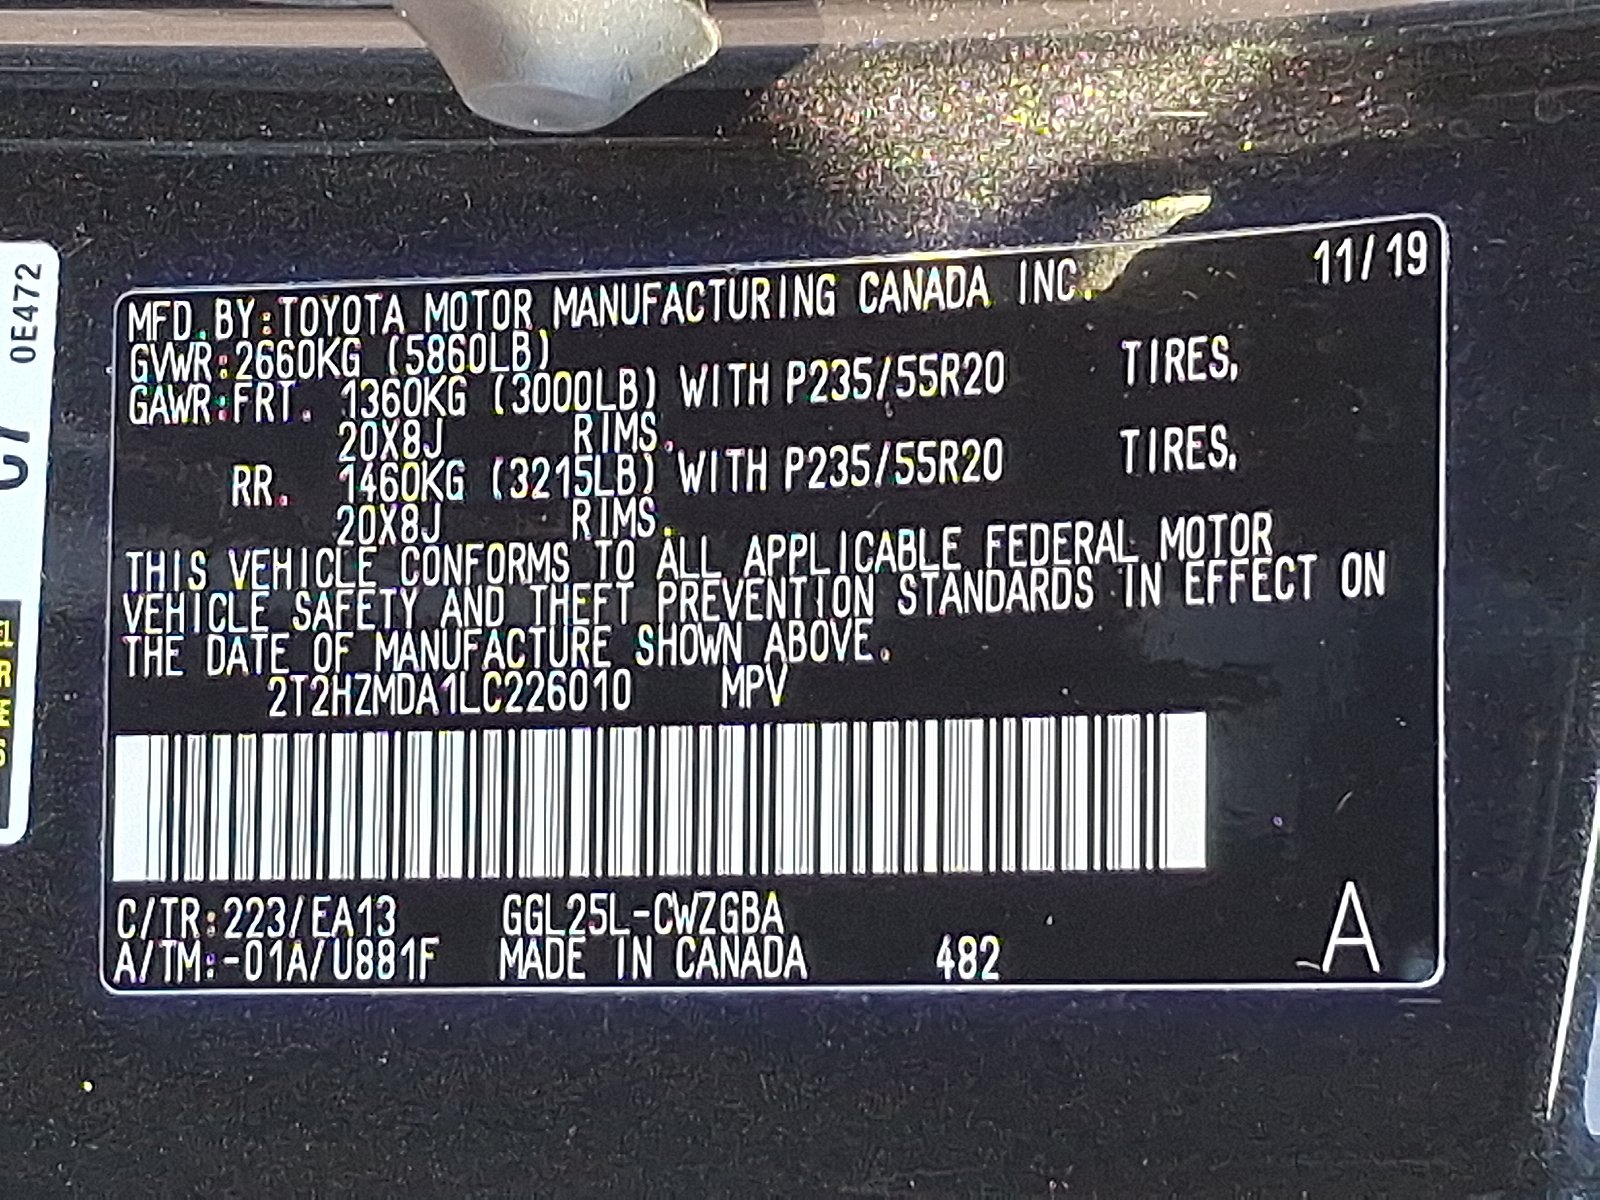 MFD.BY:TOYOTA MOTOR MANUFACTURING CANADA INC. 11/19
GVWR:2660KG (5860LB)
GAWR:FRT. 1360KG (3000LB) WITH P235/55R20 TIRES,
20X8J RIMS.
RR. 1460KG (3215LB) WITH P235/55R20 TIRES,
20X8J RIMS.
THIS VEHICLE CONFORMS TO ALL APPLICABLE FEDERAL MOTOR
VEHICLE SAFETY AND THEFT PREVENTION STANDARDS IN EFFECT ON
THE DATE OF MANUFACTURE SHOWN ABOVE.
2T2HZMDA1LC226010 MPV
C/TR:223/EA13 GGL25L-CWZGBA
A/TM:-01A/U881F MADE IN CANADA 482 A
0E472